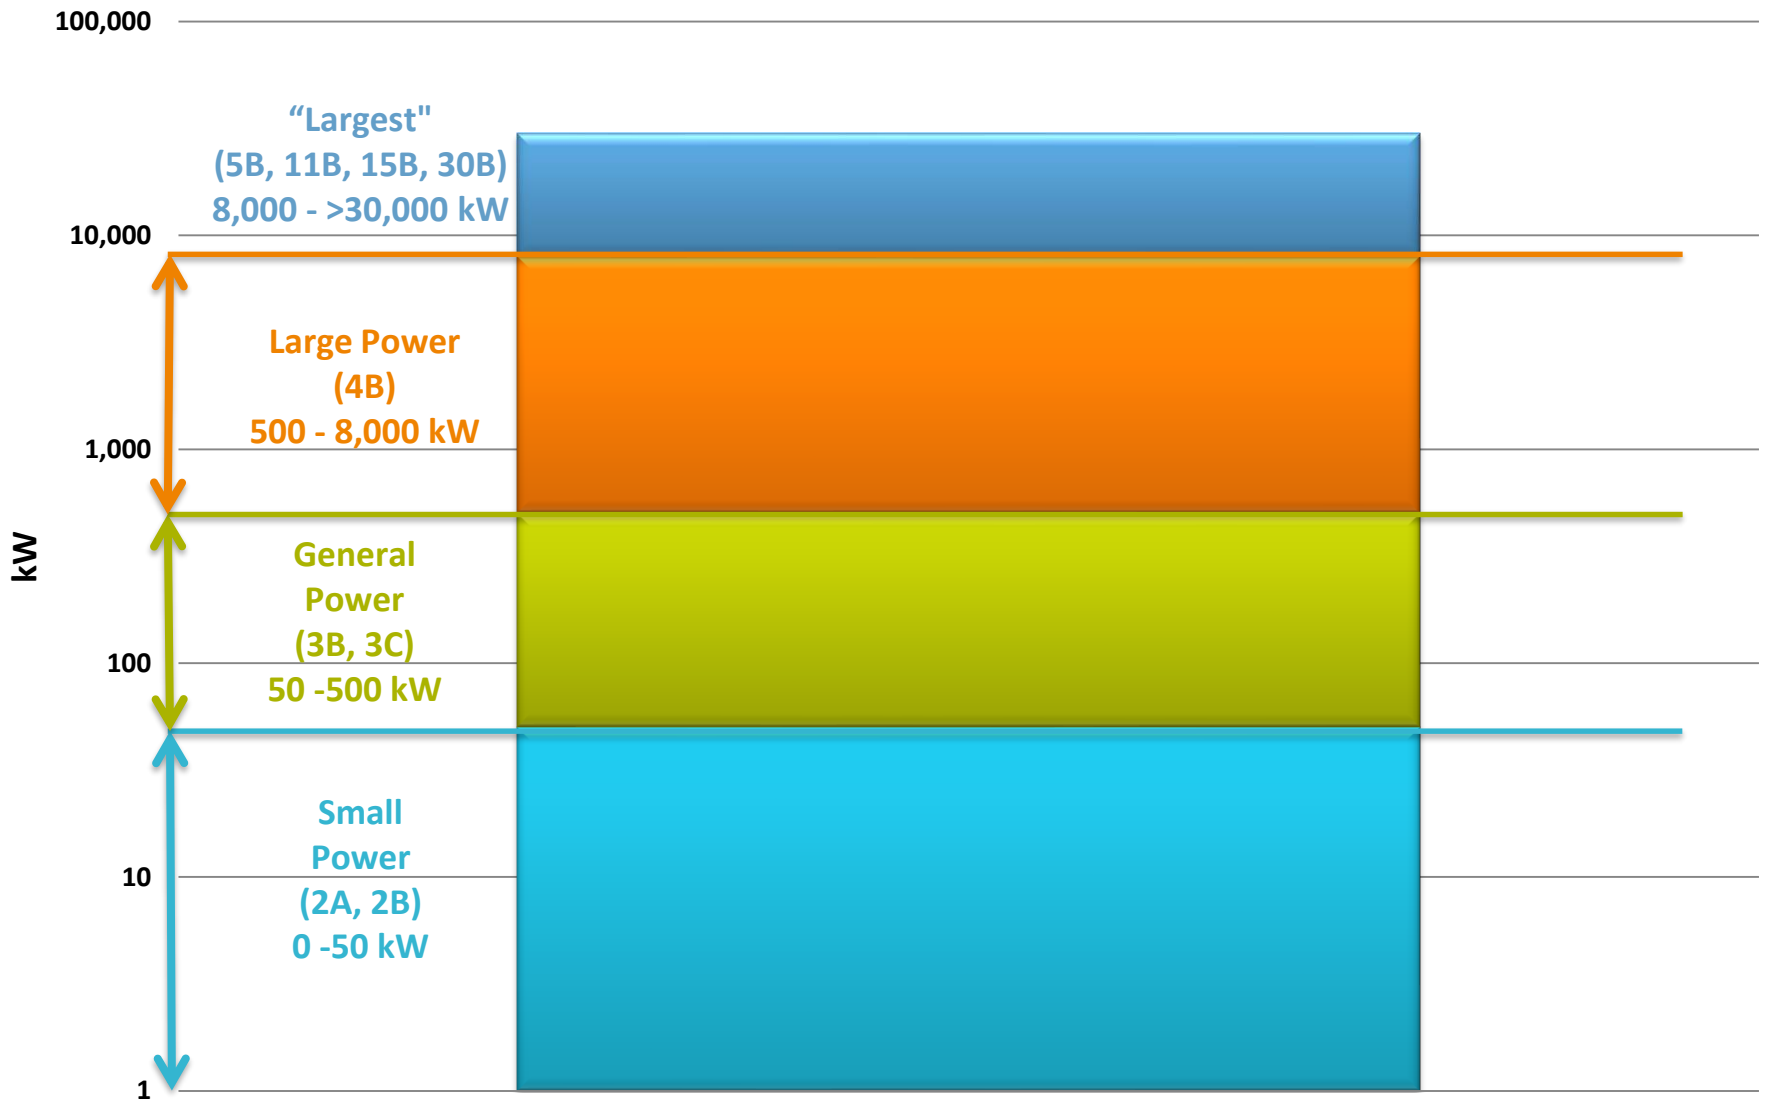 100,000
“Largest"
(5B, 11B, 15B, 30B)
8,000 - >30,000 kW
10,000
Large Power
(4B)
500 - 8,000 kW
1,000
kW
General
Power
(3B, 3C)
50 -500 kW
100
Small
Power
(2A, 2B)
0 -50 kW
10
1